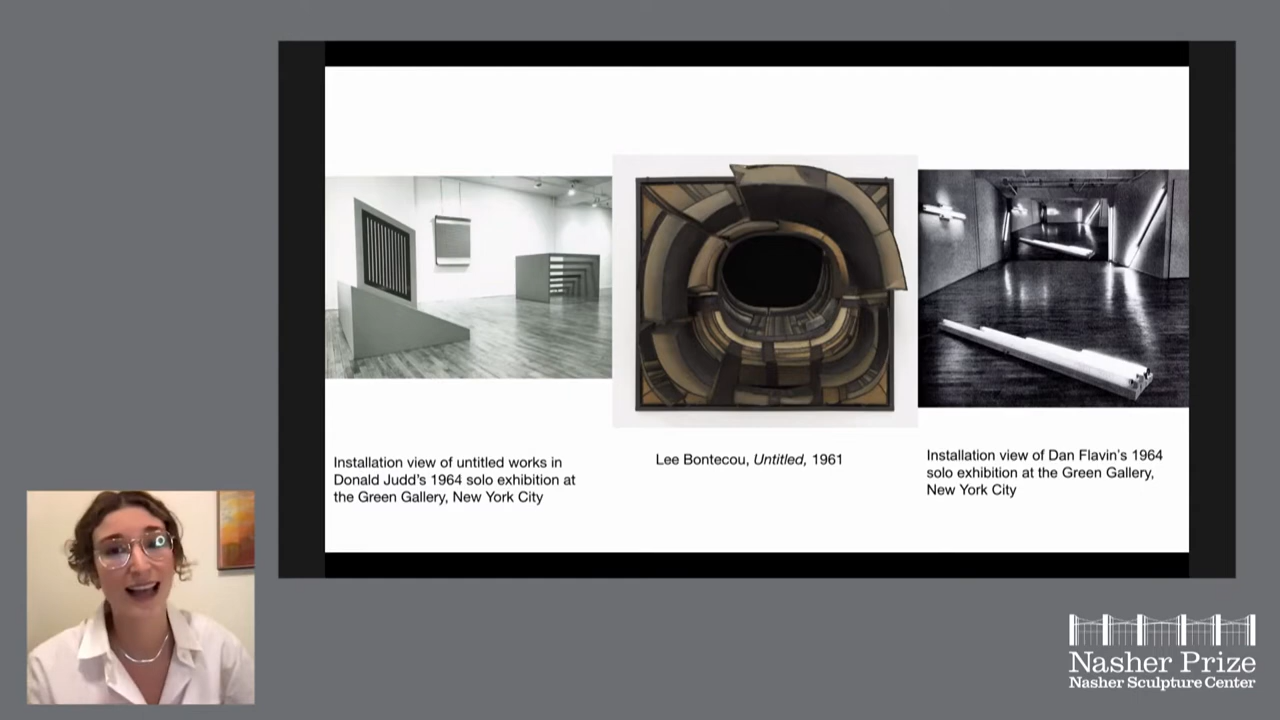 Installation view of untitled works in
Donald Judd's 1964 solo exhibition at
the Green Gallery, New York City
Lee Bontecou, Untitled, 1961
Installation view of Dan Flavin's 1964
solo exhibition at the Green Gallery,
New York City
Nasher Prize
Nasher Sculpture Center